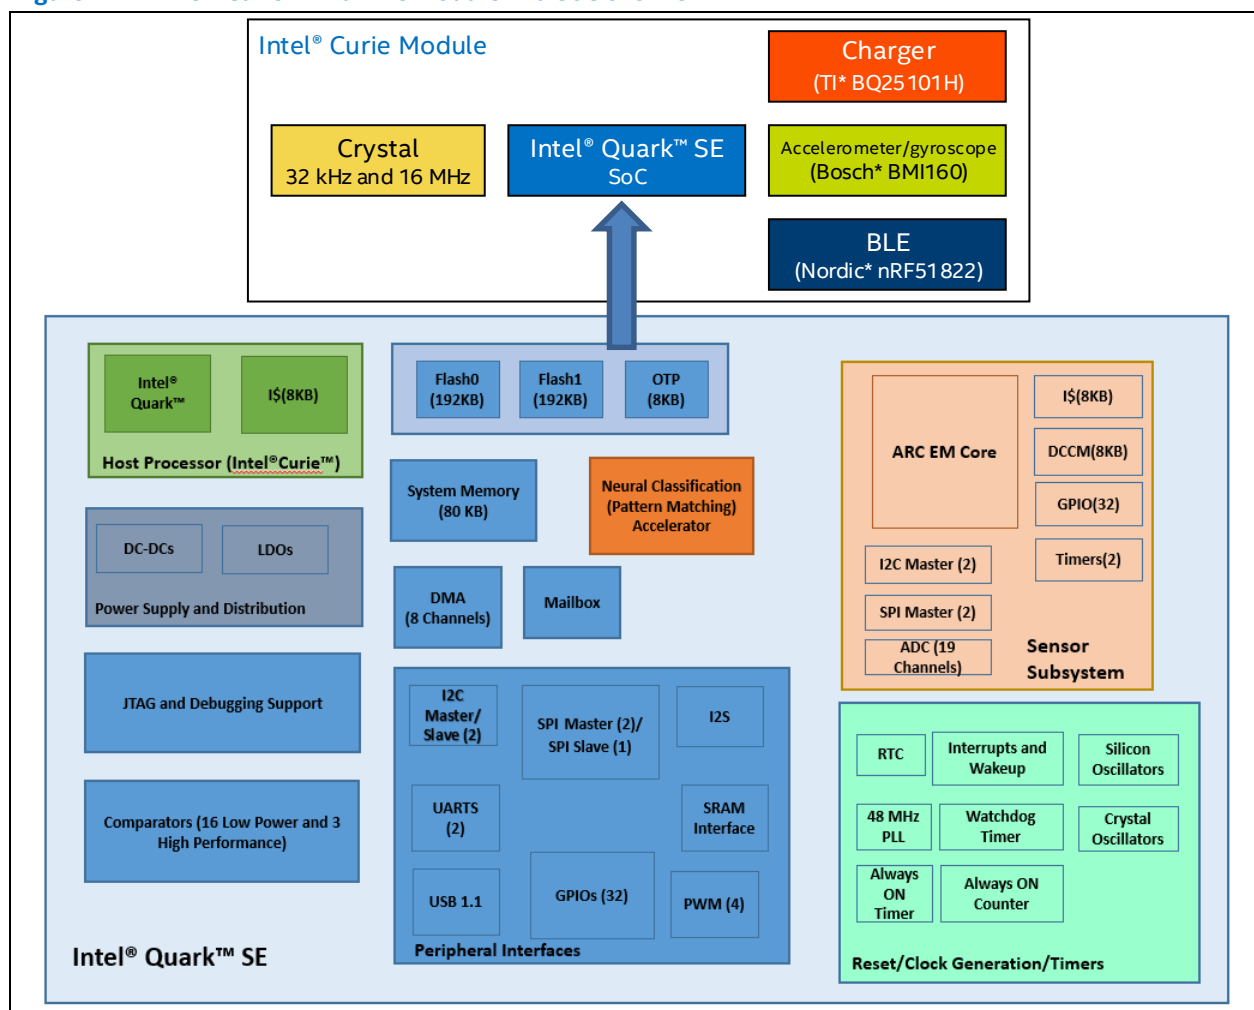 Intel® Curie Module
Charger
(TI* BQ25101H)
Crystal
32 kHz and 16 MHz
Intel® Quark™ SE
SoC
Accelerometer/gyroscope
(Bosch* BMI160)
BLE
(Nordic* nRF51822)
Intel®
Quark™
I$(8KB)
Host Processor (Intel®Curie™)
Flash0
(192KB)
Flash1
(192KB)
OTP
(8KB)
ARC EM Core
I$(8KB)
DCCM(8KB)
GPIO(32)
Timers(2)
I2C Master (2)
SPI Master (2)
ADC (19
Channels)
Sensor
Subsystem
System Memory
(80 KB)
Neural Classification
(Pattern Matching)
Accelerator
DC-DCs
LDOs
Power Supply and Distribution
DMA
(8 Channels)
Mailbox
JTAG and Debugging Support
Comparators (16 Low Power and 3
High Performance)
I2C
Master/
Slave (2)
SPI Master (2)/
SPI Slave (1)
I2S
UARTS
(2)
SRAM
Interface
USB 1.1
GPIOs (32)
PWM (4)
Peripheral Interfaces
RTC
Interrupts and
Wakeup
Silicon
Oscillators
48 MHz
PLL
Watchdog
Timer
Crystal
Oscillators
Always
ON
Timer
Always ON
Counter
Reset/Clock Generation/Timers
Intel® Quark™ SE